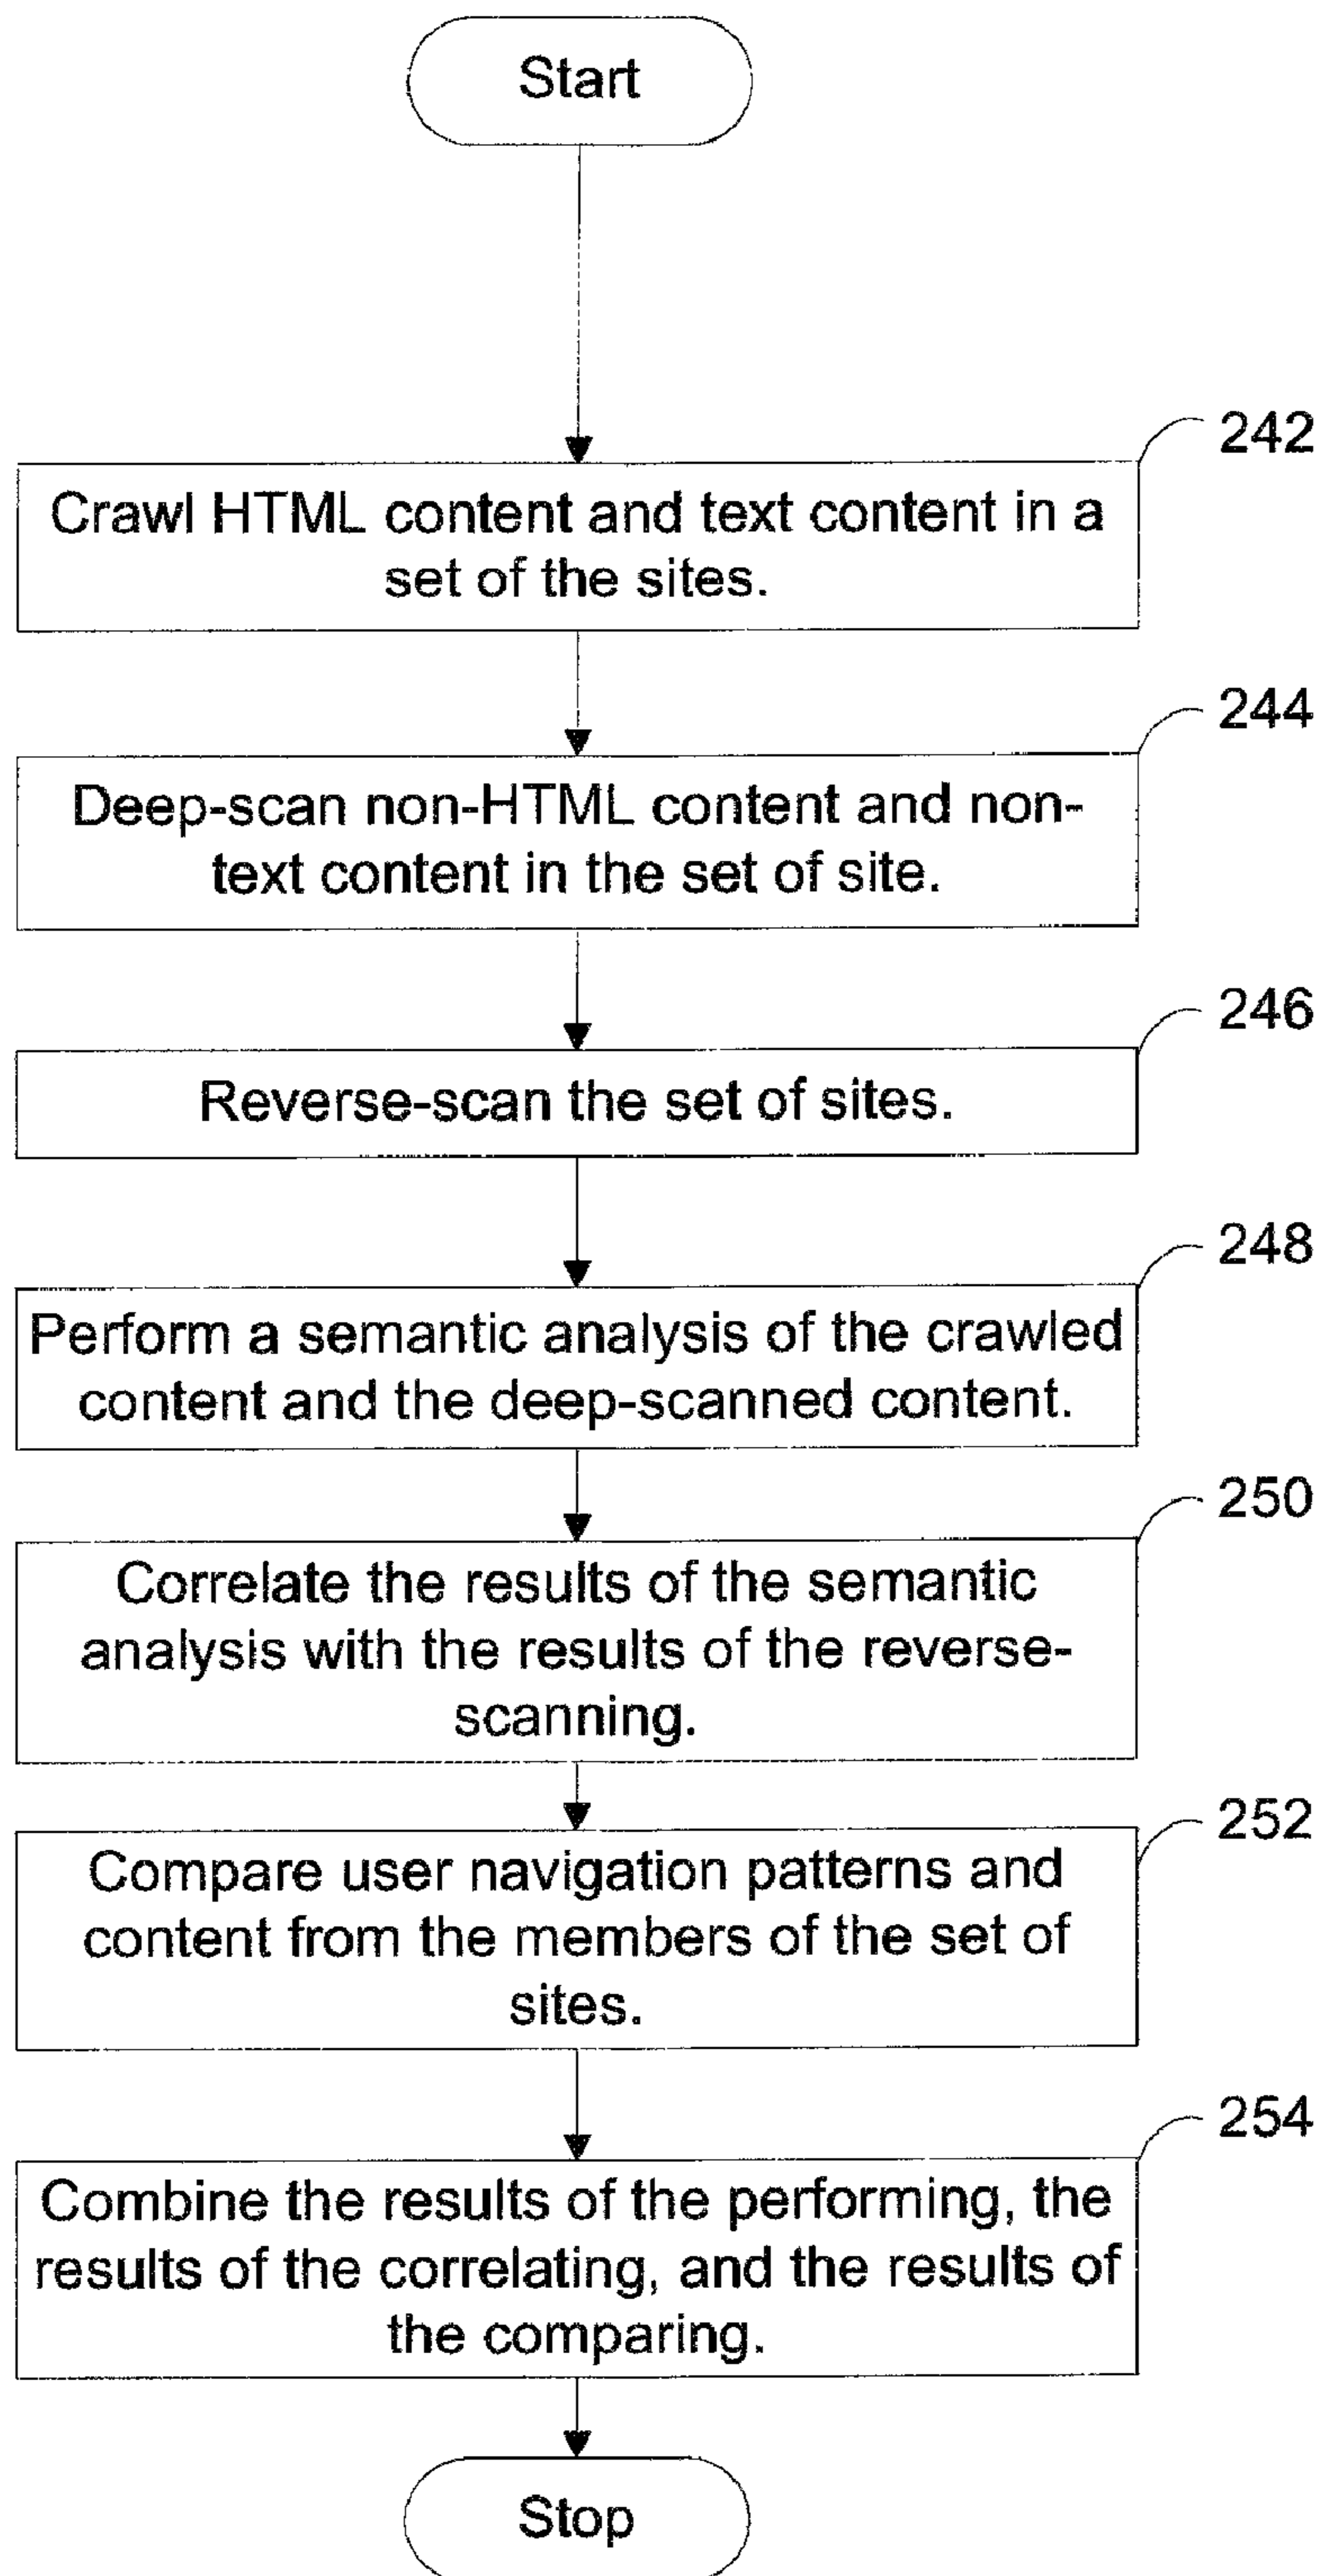 Start
242
Crawl HTML content and text content in a
set of the sites.
244
Deep-scan non-HTML content and non-
text content in the set of site.
246
Reverse-scan the set of sites.
248
Perform a semantic analysis of the crawled
content and the deep-scanned content.
250
Correlate the results of the semantic
analysis with the results of the reverse-
scanning.
252
Compare user navigation patterns and
content from the members of the set of
sites.
254
Combine the results of the performing, the
results of the correlating, and the results of
the comparing.
Stop